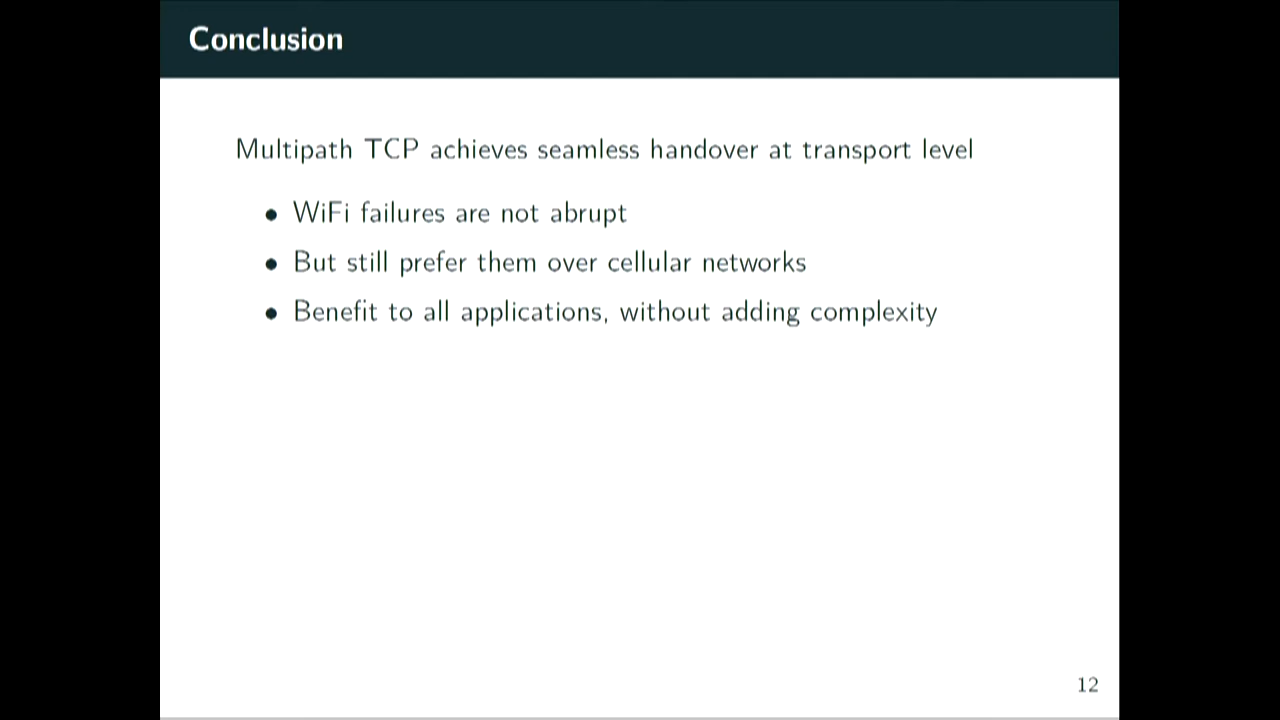 Conclusion
Multipath TCP achieves seamless handover at transport level
• WiFi failures are not abrupt
• But still prefer them over cellular networks
• Benefit to all applications, without adding complexity
12